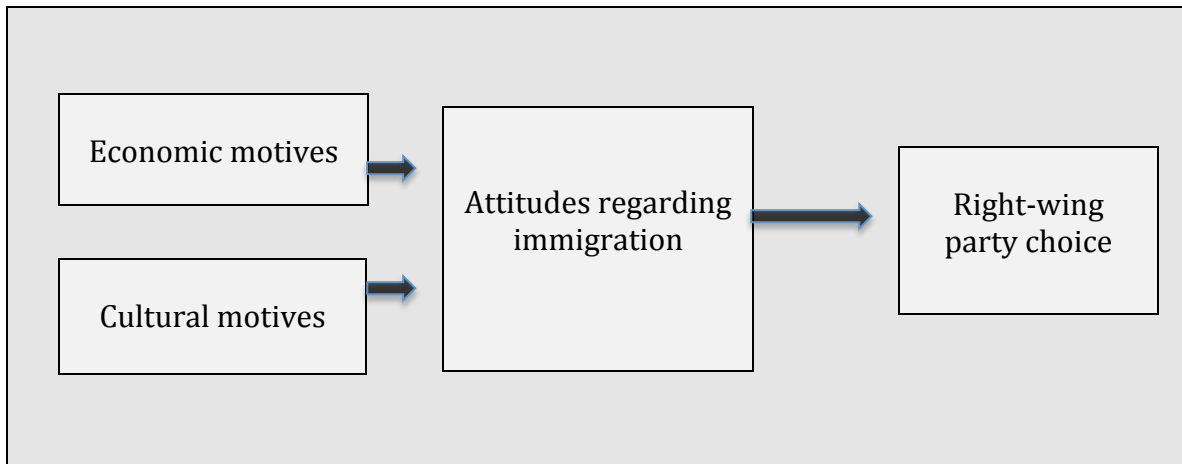 Economic motives
Cultural motives
Attitudes regarding
immigration
Right-wing
party choice